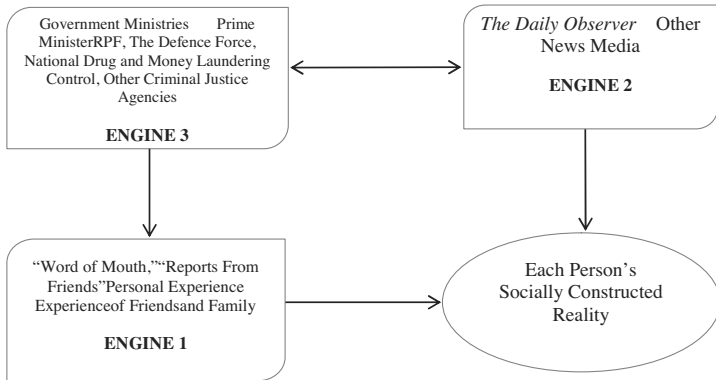 Government Ministries Prime
MinisterRPF, The Defence Force,
National Drug and Money Laundering
Control, Other Criminal Justice
Agencies
ENGINE 3
The Daily Observer Other
News Media
ENGINE 2
“Word of Mouth,”“Reports From
Friends”Personal Experience
Experienceof Friendsand Family
ENGINE 1
Each Person’s
Socially Constructed
Reality